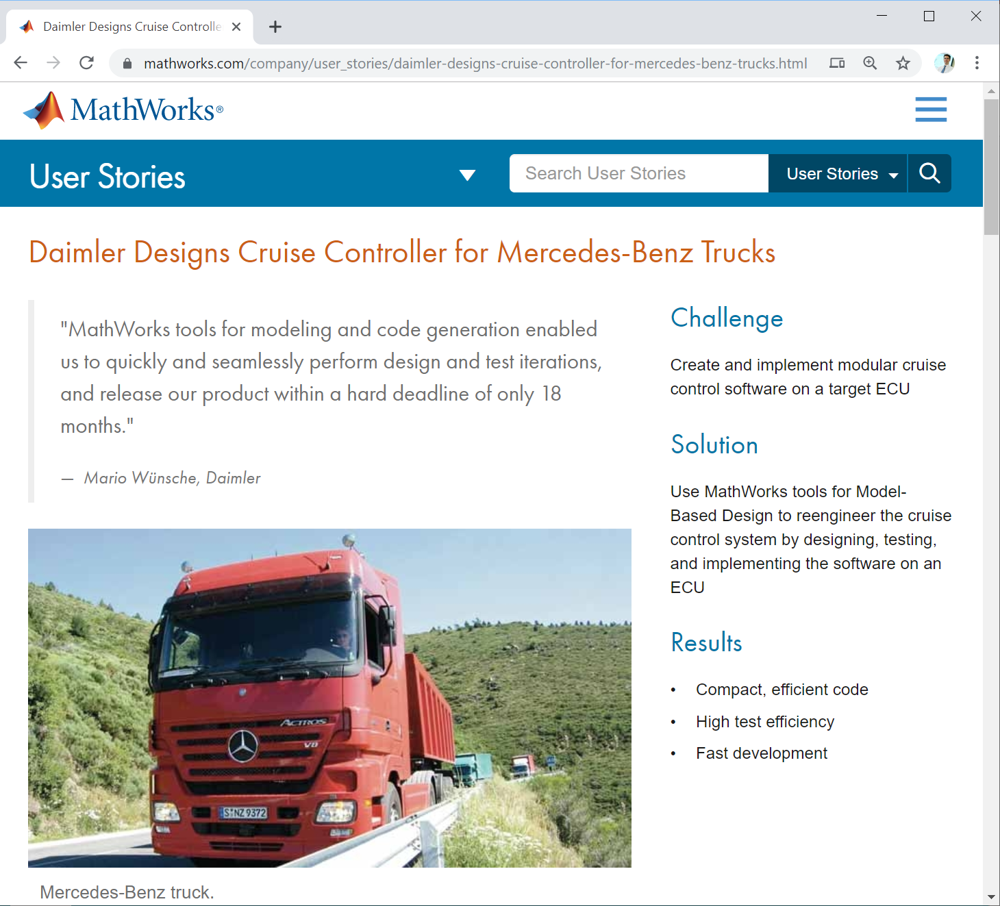 Daimler Designs Cruise Controlle
mathworks.com/company/user_stories/daimler-designs-cruise-controller-for-mercedes-benz-trucks.html
MathWorks®
User Stories
Search User Stories
User Stories
Daimler Designs Cruise Controller for Mercedes-Benz Trucks
"MathWorks tools for modeling and code generation enabled
us to quickly and seamlessly perform design and test iterations,
and release our product within a hard deadline of only 18
months."
— Mario Wünsche, Daimler
ACTROS
V8
S NZ 9372
Mercedes-Benz truck.
Challenge
Create and implement modular cruise
control software on a target ECU
Solution
Use MathWorks tools for Model-
Based Design to reengineer the cruise
control system by designing, testing,
and implementing the software on an
ECU
Results
• Compact, efficient code
• High test efficiency
• Fast development